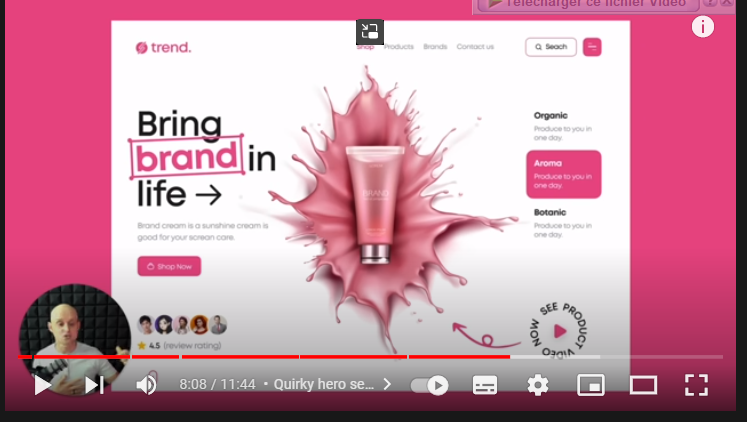 Télécharger ce fichier Vidéo
?
X
i
trend.
Shop
Products
Brands
Contact us
Seach
Bring
brand in
life →
Brand cream is a sunshine cream is
good for your screan care.
Shop Now
4.5 (review rating)
BRAND
Organic
Produce to you in
one day.
Aroma
Produce to you in
one day.
Botanic
Produce to you in
one day.
SEE PRODUCT VIDEO NOW
8:08 / 11:44 • Quirky hero se...